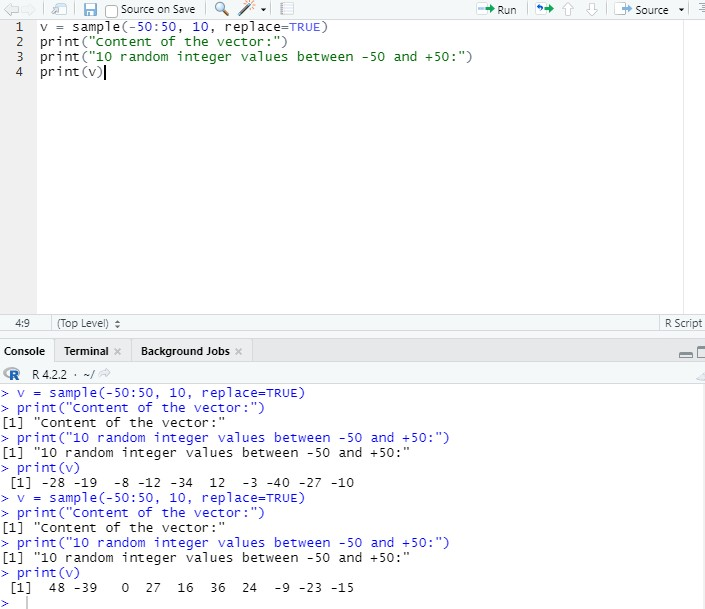 Source on Save
Run
Source
1 v = sample(-50:50, 10, replace=TRUE)
2 print("Content of the vector:")
3 print("10 random integer values between -50 and +50:")
4 print(v)
4:9 (Top Level) R Script
Console Terminal Background Jobs
R 4.2.2 · ~/
> v = sample(-50:50, 10, replace=TRUE)
> print("Content of the vector:")
[1] "Content of the vector:"
> print("10 random integer values between -50 and +50:")
[1] "10 random integer values between -50 and +50:"
> print(v)
[1] -28 -19  -8 -12 -34  12  -3 -40 -27 -10
> v = sample(-50:50, 10, replace=TRUE)
> print("Content of the vector:")
[1] "Content of the vector:"
> print("10 random integer values between -50 and +50:")
[1] "10 random integer values between -50 and +50:"
> print(v)
[1]  48 -39   0  27  16  36  24  -9 -23 -15
>